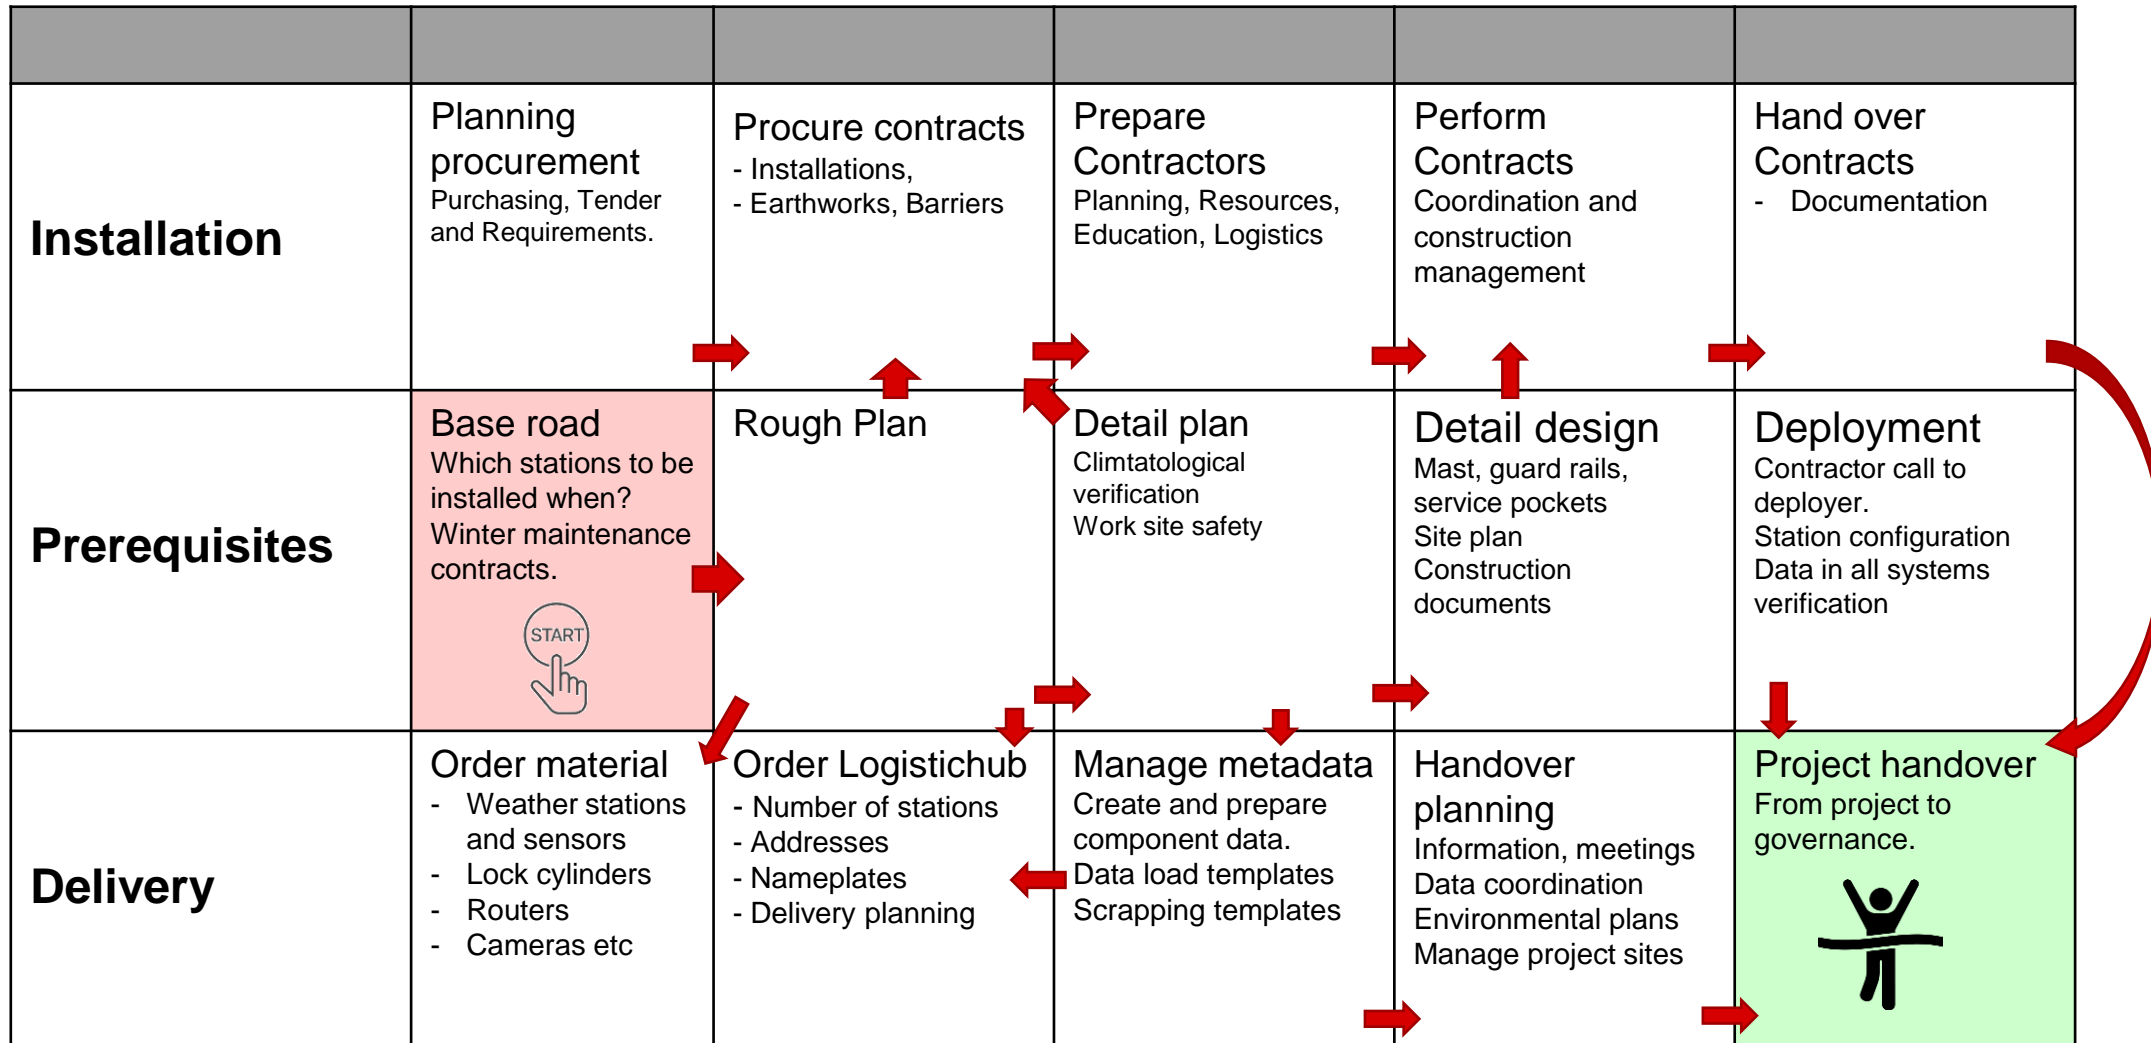 Installation
Planning
procurement
Purchasing, Tender
and Requirements.
Procure contracts
- Installations,
- Earthworks, Barriers
Prepare
Contractors
Planning, Resources,
Education, Logistics
Perform
Contracts
Coordination and
construction
management
Hand over
Contracts
- Documentation
Prerequisites
Base road
Which stations to be
installed when?
Winter maintenance
contracts.
START
Rough Plan
Detail plan
Climtatological
verification
Work site safety
Detail design
Mast, guard rails,
service pockets
Site plan
Construction
documents
Deployment
Contractor call to
deployer.
Station configuration
Data in all systems
verification
Delivery
Order material
- Weather stations
and sensors
- Lock cylinders
- Routers
- Cameras etc
Order Logistichub
- Number of stations
- Addresses
- Nameplates
- Delivery planning
Manage metadata
Create and prepare
component data.
Data load templates
Scrapping templates
Handover
planning
Information, meetings
Data coordination
Environmental plans
Manage project sites
Project handover
From project to
governance.